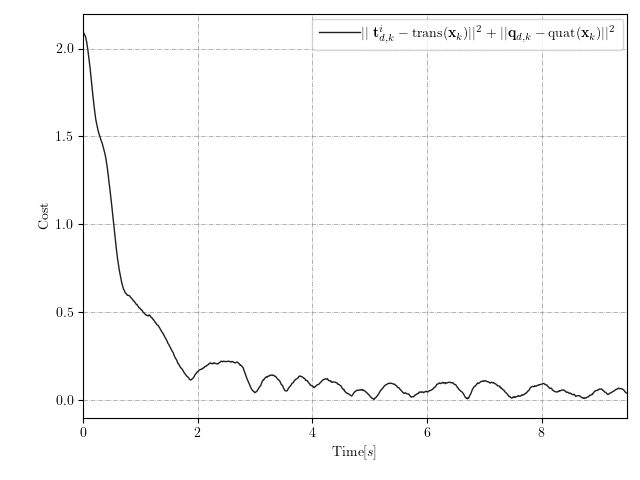 || t^i_{d,k} − trans(x_k)||² + ||q_{d,k} − quat(x_k)||²
2.0
1.5
1.0
0.5
0.0
Cost
0 2 4 6 8
Time[s]